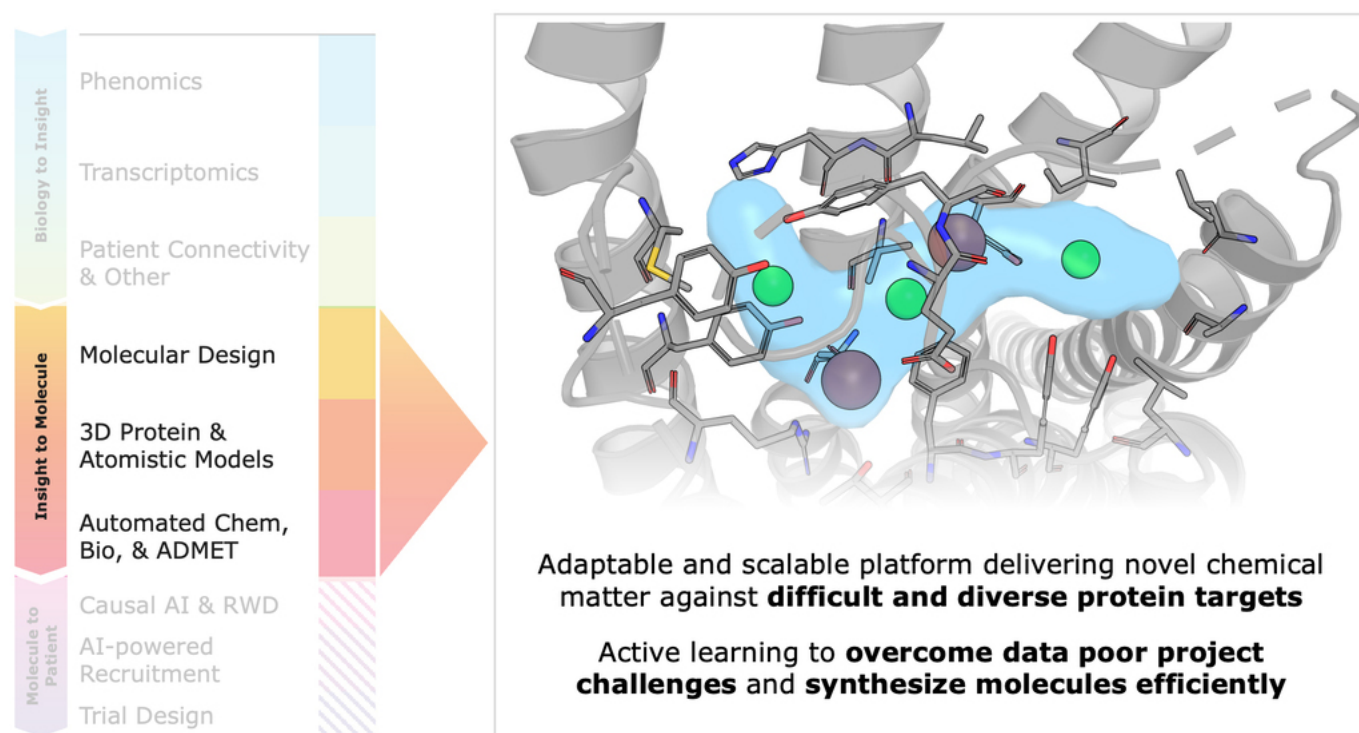 Biology to Insight
Phenomics
Transcriptomics
Patient Connectivity
& Other
Insight to Molecule
Molecular Design
3D Protein &
Atomistic Models
Automated Chem,
Bio, & ADMET
Molecule to
Patient
Causal AI & RWD
AI-powered
Recruitment
Trial Design
Adaptable and scalable platform delivering novel chemical
matter against difficult and diverse protein targets
Active learning to overcome data poor project
challenges and synthesize molecules efficiently